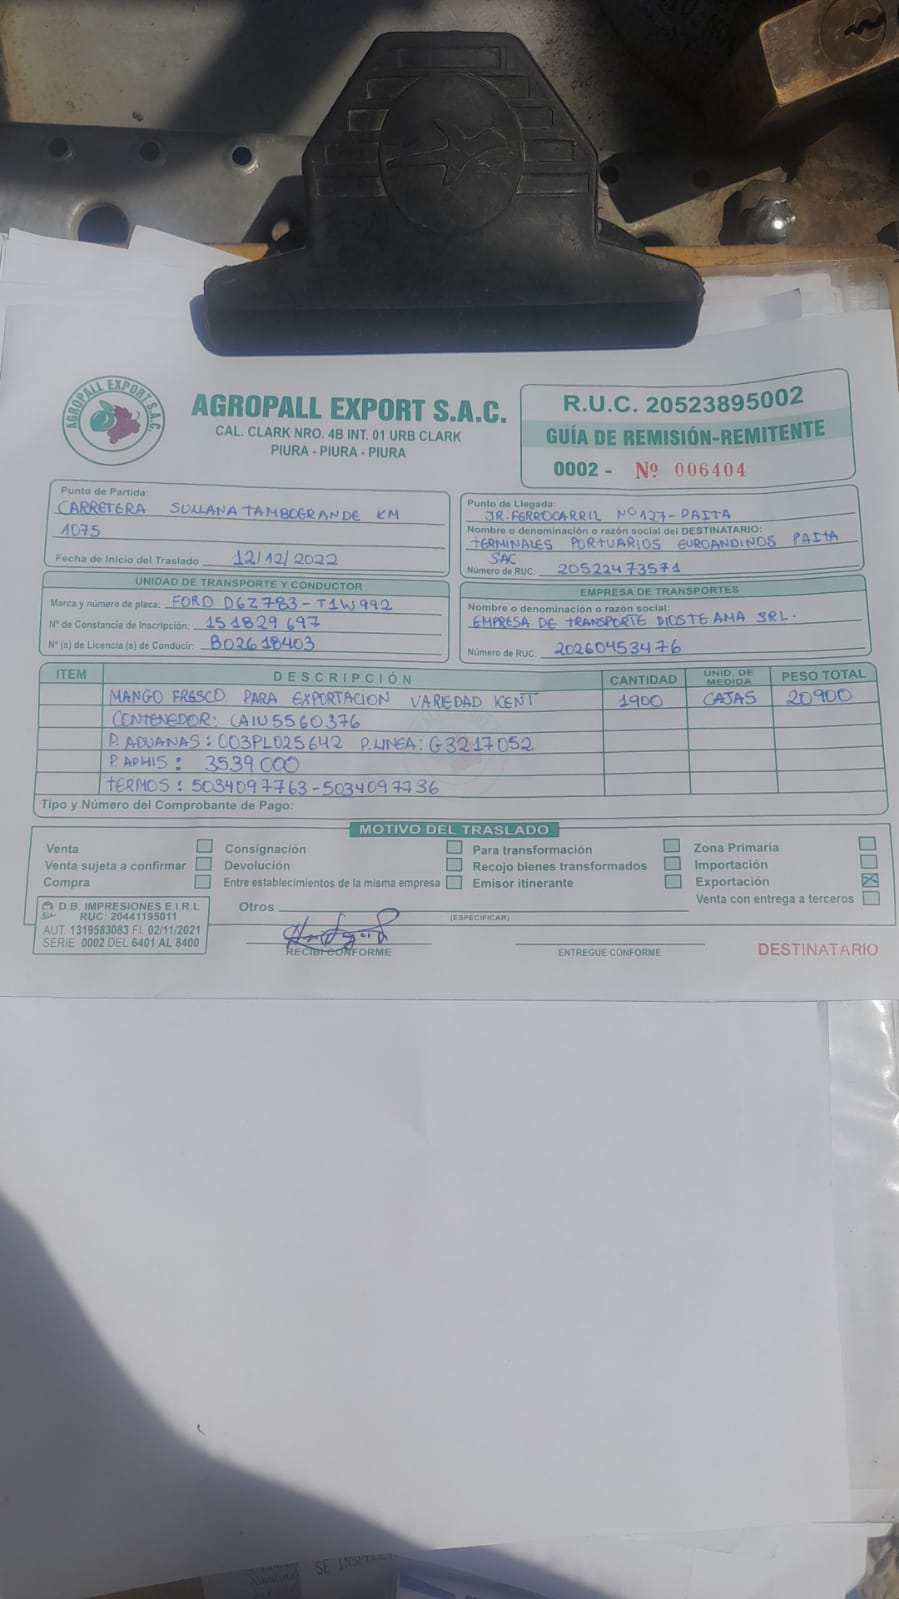 AGROPALL EXPORT S.A.C.
AGROPALL EXPORT S.A.C.
CAL. CLARK NRO. 4B INT. 01 URB CLARK
PIURA - PIURA - PIURA
R.U.C. 20523895002
GUÍA DE REMISIÓN-REMITENTE
0002 - Nº 006404
Punto de Partida:
CARRETERA SULLANA TAMBOGRANDE KM
1075
Fecha de Inicio del Traslado 12/12/2022
Punto de Llegada:
JR. FERROCARRIL Nº 127 - PAITA
Nombre o denominación o razón social del DESTINATARIO:
TERMINALES PORTUARIOS EUROANDINOS PAITA
SAC
Número de RUC: 20522473571
UNIDAD DE TRANSPORTE Y CONDUCTOR
Marca y número de placa: FORD D6Z783 - T1W992
Nº de Constancia de Inscripción: 151829697
Nº (s) de Licencia (s) de Conducir: B02618403
EMPRESA DE TRANSPORTES
Nombre o denominación o razón social:
EMPRESA DE TRANSPORTE DIOS TE AMA SRL.
Número de RUC: 20260453476
ITEM DESCRIPCIÓN CANTIDAD UNID. DE MEDIDA PESO TOTAL
MANGO FRESCO PARA EXPORTACION VARIEDAD KENT 1900 CAJAS 20900
CONTENEDOR: CAIU5560376
P. ADUANAS: 003PL025642 P. LINEA: G3217052
P. APHIS: 3539000
TERMOS: 5034097763 - 5034097736
Tipo y Número del Comprobante de Pago:
MOTIVO DEL TRASLADO
Venta Consignación Para transformación Zona Primaria
Venta sujeta a confirmar Devolución Recojo bienes transformados Importación
Compra Entre establecimientos de la misma empresa Emisor itinerante Exportación X
Venta con entrega a terceros
Otros
(ESPECIFICAR)
D.B. IMPRESIONES E.I.R.L
RUC: 20441195011
AUT. 1319583083 F.I. 02/11/2021
SERIE 0002 DEL 6401 AL 8400
RECIBI CONFORME
ENTREGUE CONFORME
DESTINATARIO